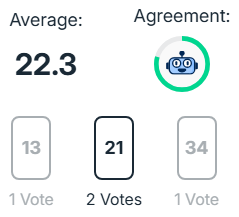 Average:
Agreement:
22.3
13
21
34
1 Vote
2 Votes
1 Vote